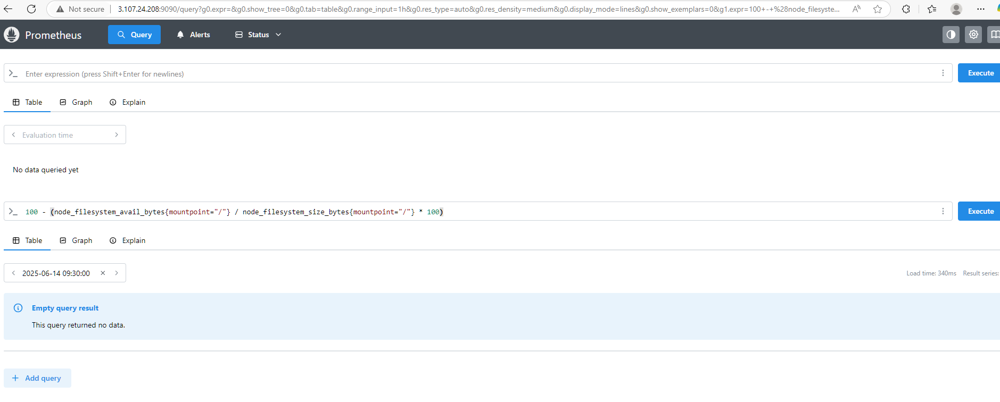 Not secure | 3.107.24.208:9090/query?g0.expr=&g0.show_tree=0&g0.tab=table&g0.range_input=1h&g0.res_type=auto&g0.res_density=medium&g0.display_mode=lines&g0.show_exemplars=0&g1.expr=100+-+%28node_filesyste...
Prometheus Query Alerts Status
Enter expression (press Shift+Enter for newlines) Execute
Table Graph Explain
Evaluation time
No data queried yet
100 - (node_filesystem_avail_bytes{mountpoint="/"} / node_filesystem_size_bytes{mountpoint="/"} * 100) Execute
Table Graph Explain
2025-06-14 09:30:00 Load time: 340ms Result series:
Empty query result
This query returned no data.
+ Add query